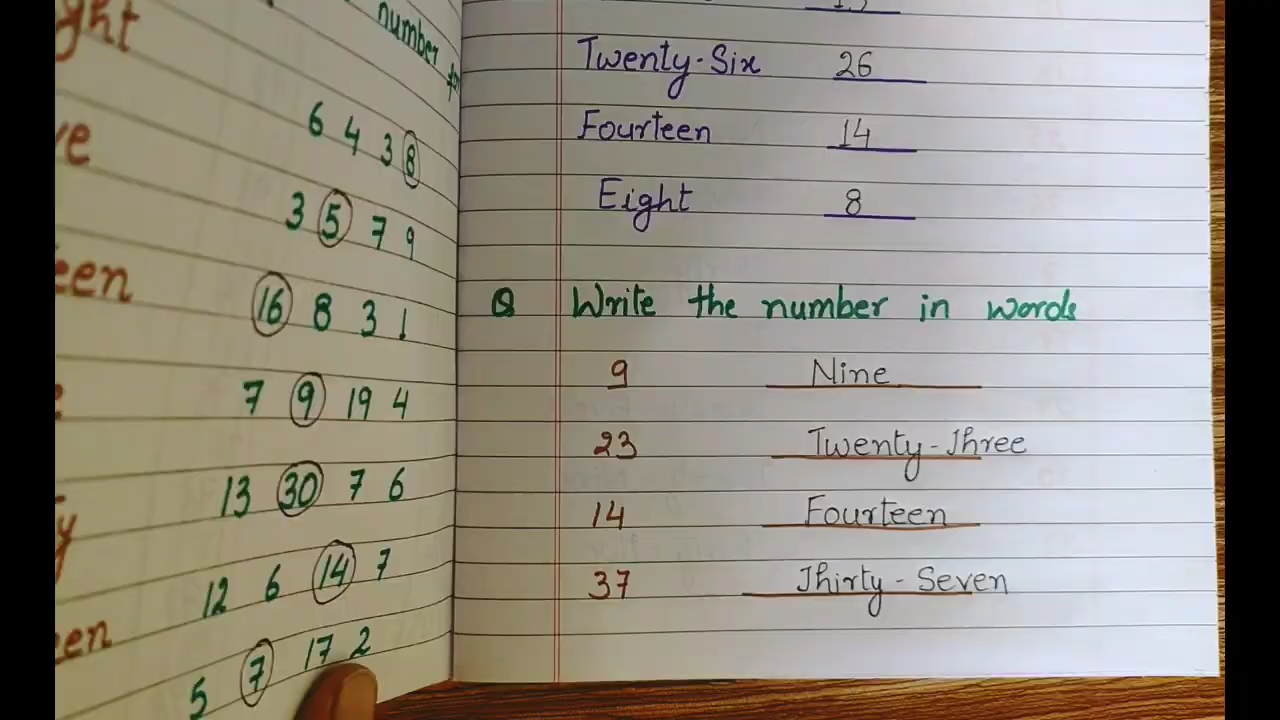 number
6 4 3 8
3 5 7 9
16 8 3 1
7 9 19 4
13 30 7 6
12 6 14 7
5 7 17 2
Twenty-Six 26
Fourteen 14
Eight 8
Q Write the number in words
9 Nine
23 Twenty-Three
14 Fourteen
37 Thirty-Seven